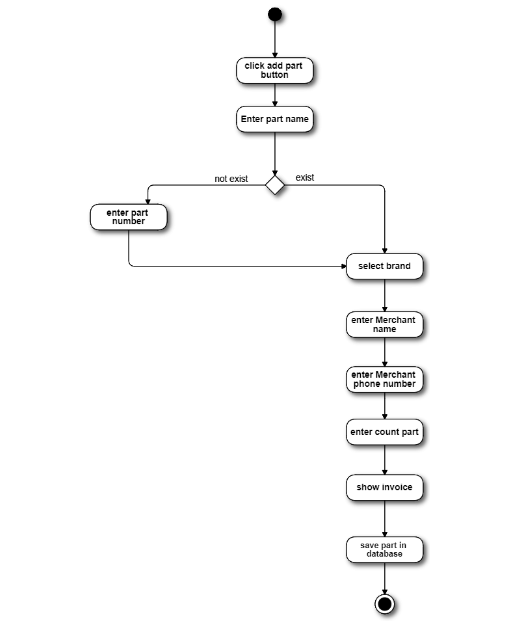 click add part
button
Enter part name
not exist
exist
enter part
number
select brand
enter Merchant
name
enter Merchant
phone number
enter count part
show invoice
save part in
database